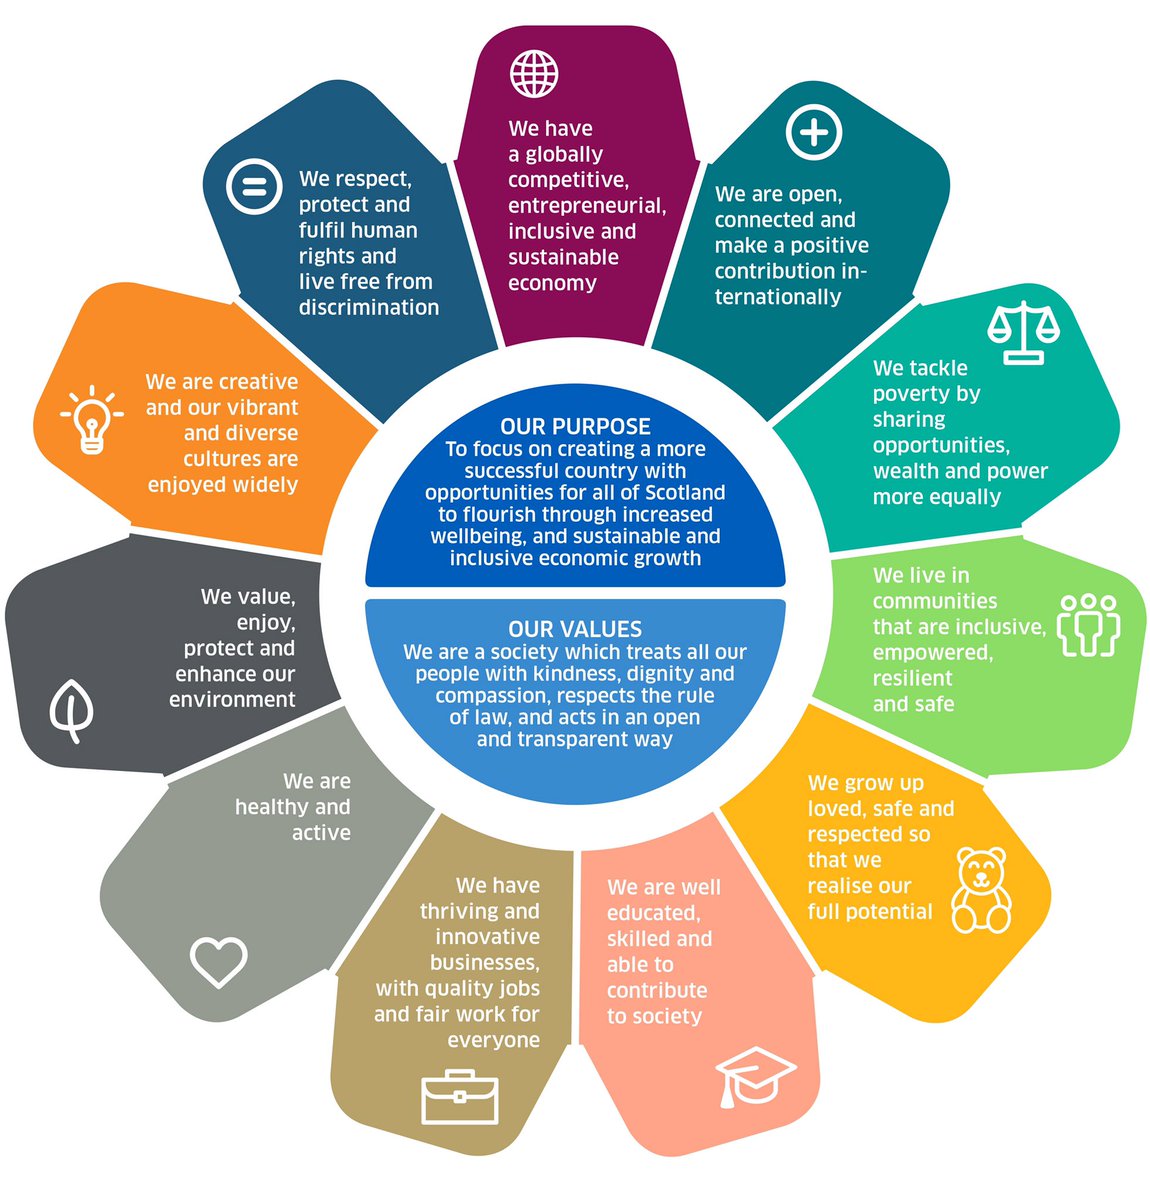 We have
a globally
competitive,
entrepreneurial,
inclusive and
sustainable
economy
We are open,
connected and
make a positive
contribution in-
ternationally
We tackle
poverty by
sharing
opportunities,
wealth and power
more equally
We live in
communities
that are inclusive,
empowered,
resilient
and safe
We grow up
loved, safe and
respected so
that we
realise our
full potential
We are well
educated,
skilled and
able to
contribute
to society
We have
thriving and
innovative
businesses,
with quality jobs
and fair work for
everyone
We are
healthy and
active
We value,
enjoy,
protect and
enhance our
environment
We are creative
and our vibrant
and diverse
cultures are
enjoyed widely
We respect,
protect and
fulfil human
rights and
live free from
discrimination
OUR PURPOSE
To focus on creating a more
successful country with
opportunities for all of Scotland
to flourish through increased
wellbeing, and sustainable and
inclusive economic growth
OUR VALUES
We are a society which treats all our
people with kindness, dignity and
compassion, respects the rule
of law, and acts in an open
and transparent way